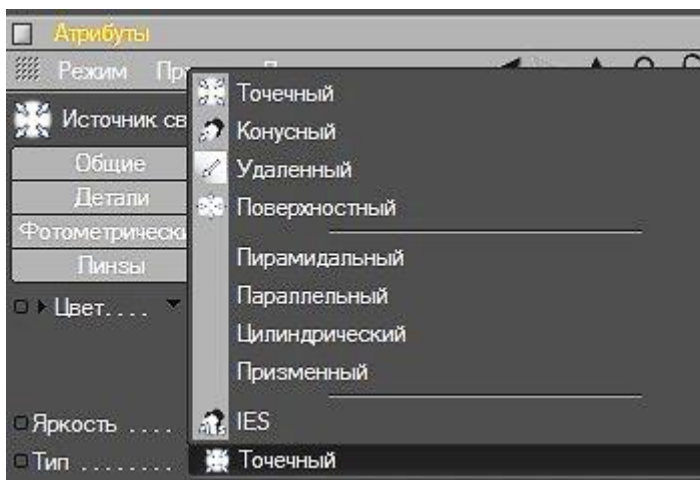 Атрибуты
Режим
Точечный
Источник св
Конусный
Общие
Удаленный
Детали
Поверхностный
Фотометрически
Линзы
Пирамидальный
Цвет....
Параллельный
Цилиндрический
Призменный
Яркость ....
IES
Тип ........
Точечный